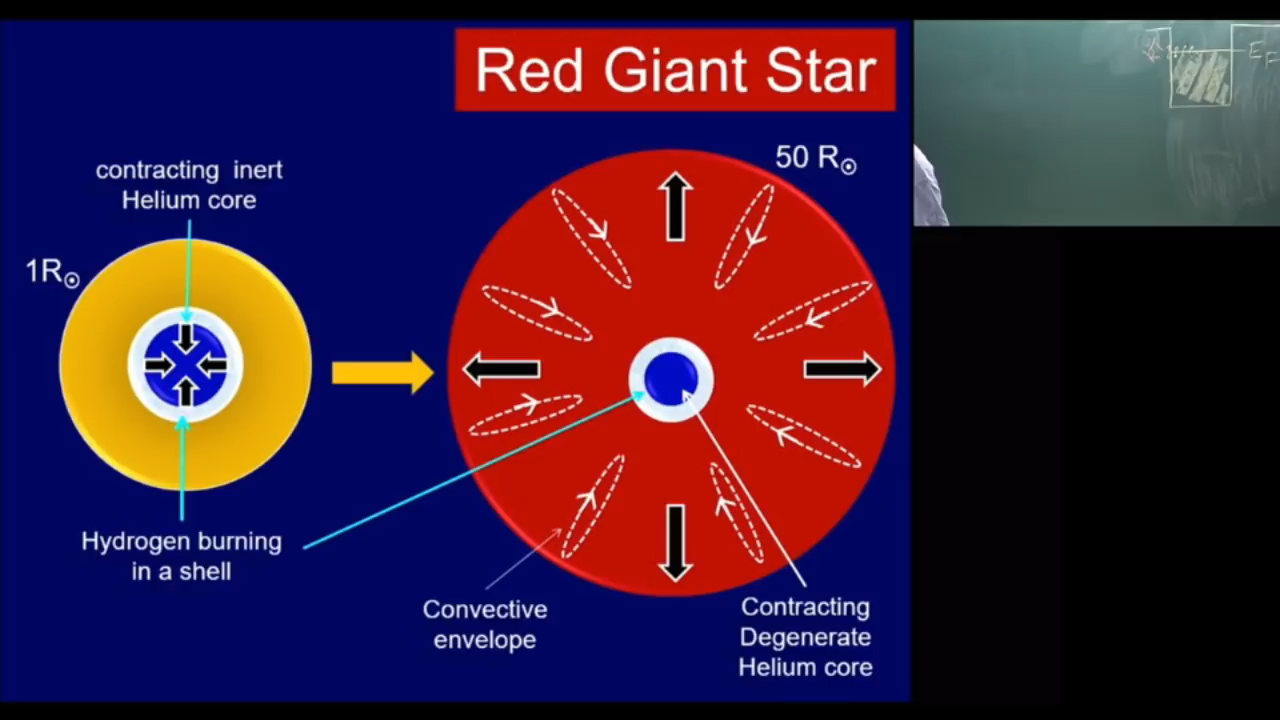 Red Giant Star
contracting inert
Helium core
1R☉
50 R☉
Hydrogen burning
in a shell
Convective
envelope
Contracting
Degenerate
Helium core
E_F